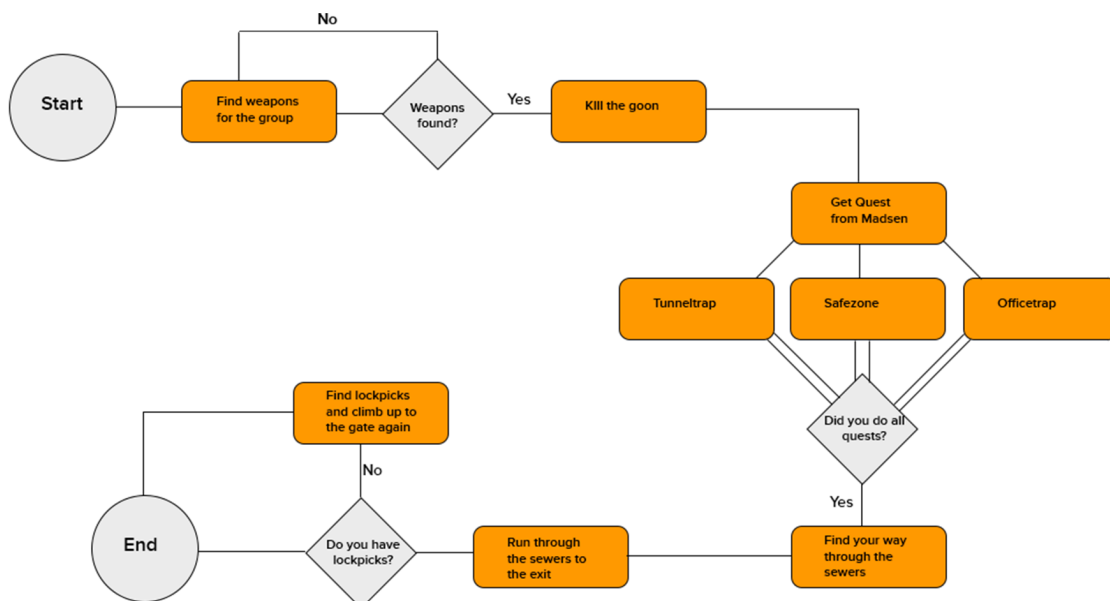 No
Start
Find weapons
for the group
Weapons
found?
Yes
KIll the goon
Get Quest
from Madsen
Tunneltrap
Safezone
Officetrap
Did you do all
quests?
Yes
Find your way
through the
sewers
Run through
the sewers to
the exit
Do you have
lockpicks?
No
Find lockpicks
and climb up to
the gate again
End